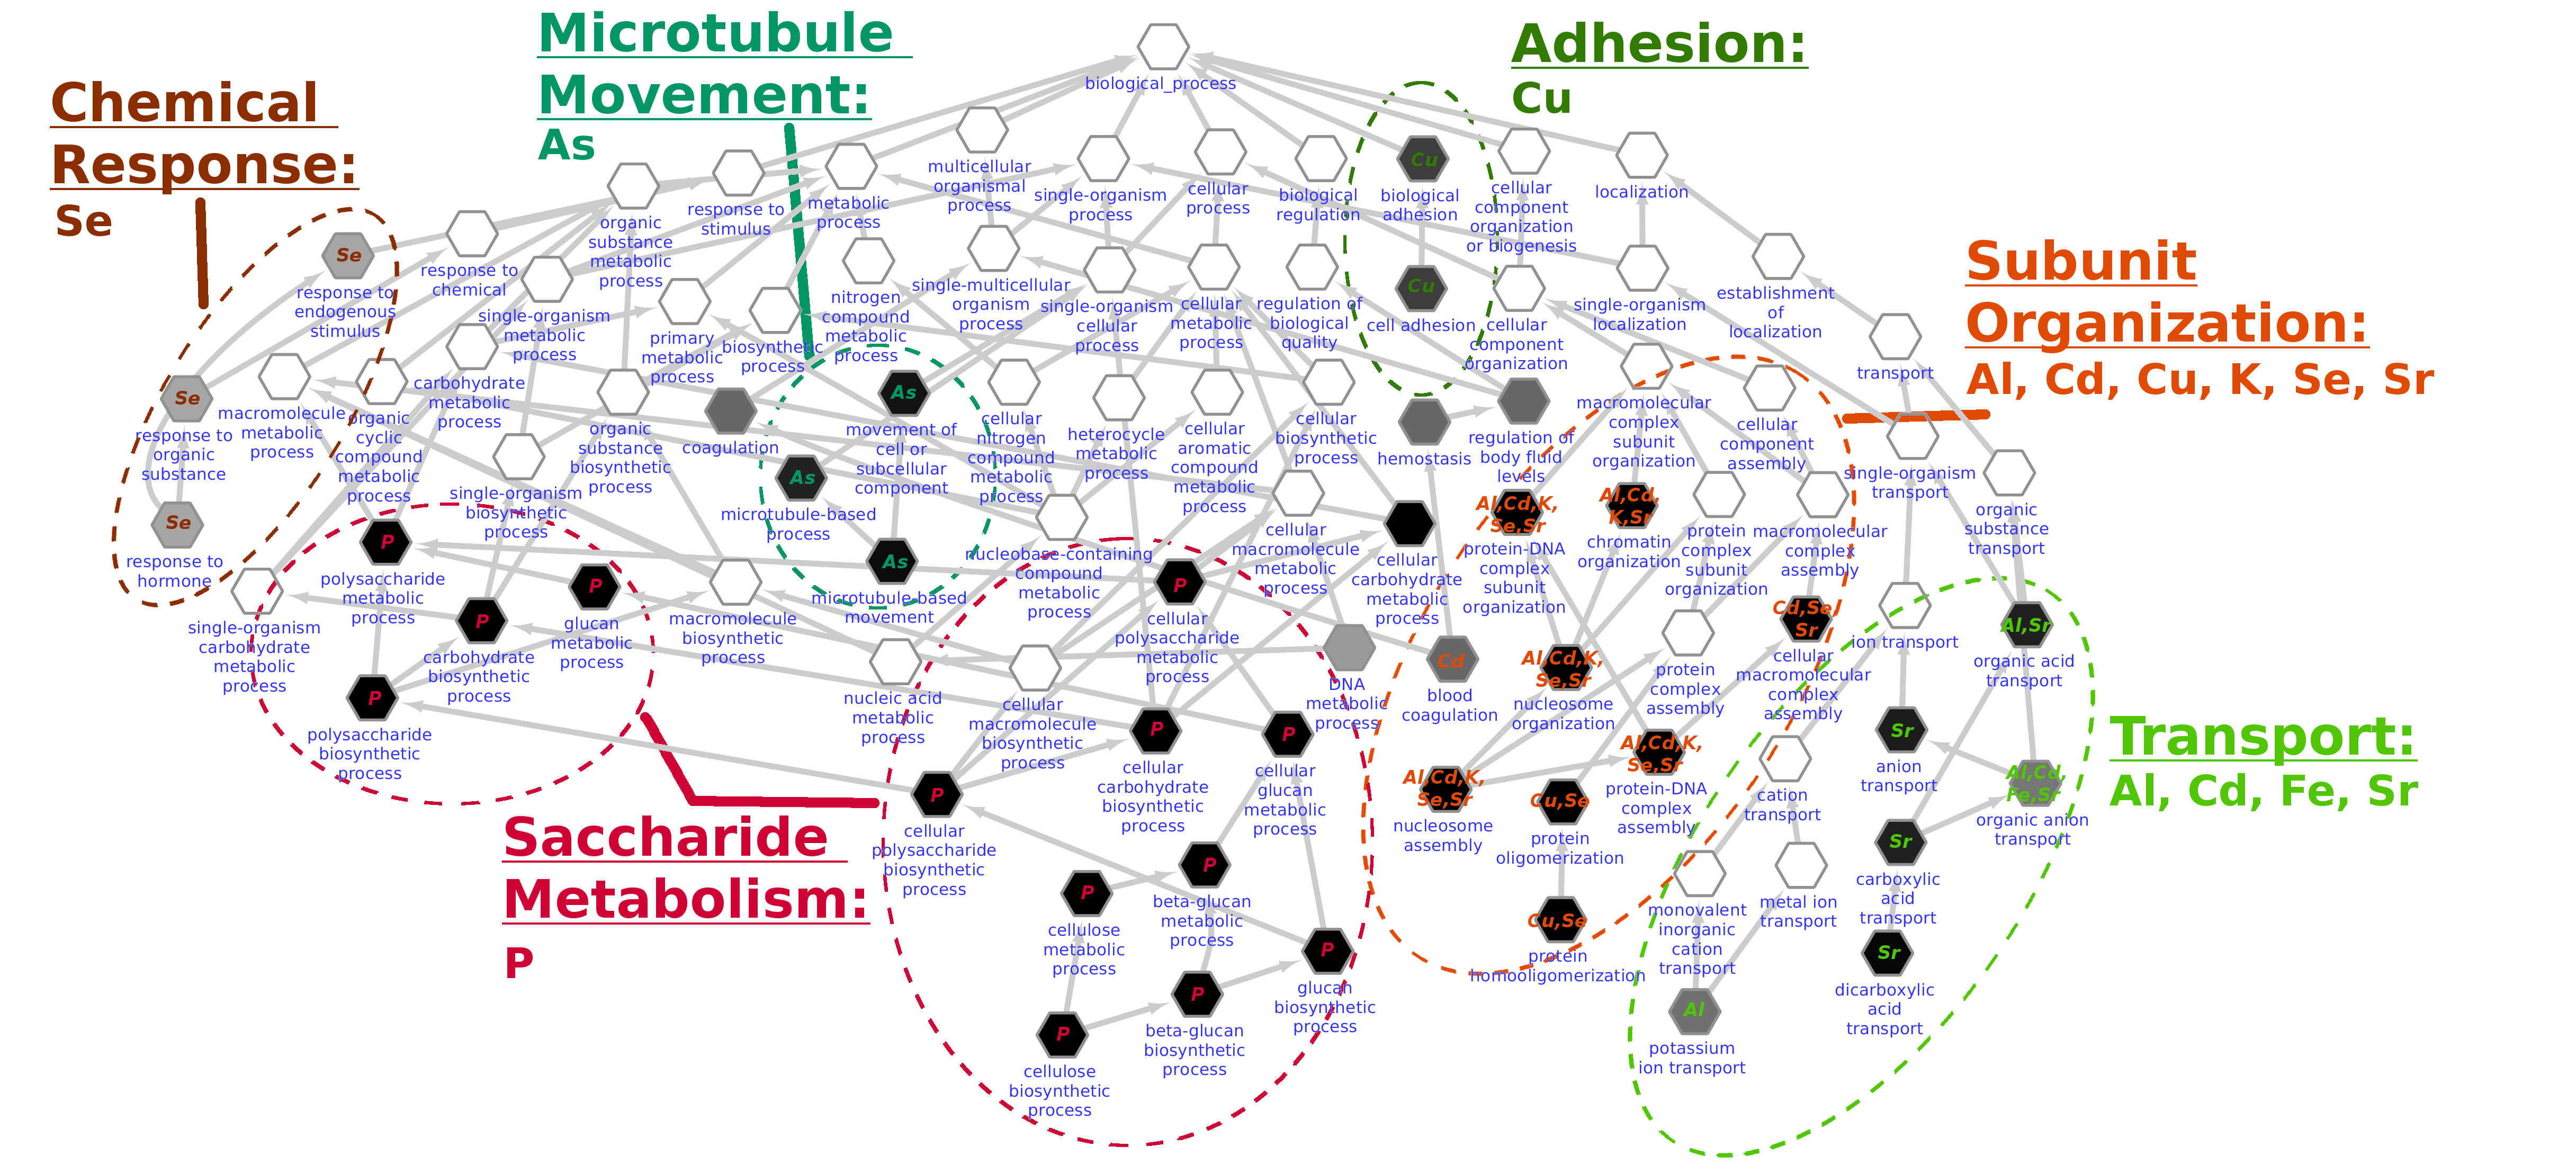 Microtubule
Movement:
As
Adhesion:
Cu
Chemical
Response:
Se
Subunit
Organization:
Al, Cd, Cu, K, Se, Sr
Transport:
Al, Cd, Fe, Sr
Saccharide
Metabolism:
P
biological_process
multicellular
organismal
process
single-organism
process
cellular
process
biological
regulation
Cu
biological
adhesion
cellular
component
organization
or biogenesis
localization
organic
substance
metabolic
process
response to
stimulus
metabolic
process
Se
response to
endogenous
stimulus
response to
chemical
single-organism
metabolic
process
primary
metabolic
process
biosynthetic
process
nitrogen
compound
metabolic
process
single-multicellular
organism
process
single-organism
cellular
process
cellular
metabolic
process
regulation of
biological
quality
Cu
cell adhesion
cellular
component
organization
single-organism
localization
establishment
of
localization
transport
Se
response to
organic
substance
macromolecule
metabolic
process
organic
cyclic
compound
metabolic
process
carbohydrate
metabolic
process
organic
substance
biosynthetic
process
coagulation
As
movement of
cell or
subcellular
component
cellular
nitrogen
compound
metabolic
process
heterocycle
metabolic
process
cellular
aromatic
compound
metabolic
process
cellular
biosynthetic
process
hemostasis
regulation of
body fluid
levels
macromolecular
complex
subunit
organization
cellular
component
assembly
single-organism
transport
organic
substance
transport
Se
response to
hormone
single-organism
biosynthetic
process
As
microtubule-based
process
nucleobase-containing
compound
metabolic
process
cellular
macromolecule
metabolic
process
cellular
carbohydrate
metabolic
process
Al,Cd,K,
Se,Sr
protein-DNA
complex
subunit
organization
Al,Cd,
K,Sr
chromatin
organization
protein
complex
subunit
organization
macromolecular
complex
assembly
single-organism
carbohydrate
metabolic
process
P
polysaccharide
metabolic
process
P
carbohydrate
biosynthetic
process
P
glucan
metabolic
process
macromolecule
biosynthetic
process
As
microtubule-based
movement
P
cellular
polysaccharide
metabolic
process
DNA
metabolic
process
Cd
blood
coagulation
Al,Cd,K,
Se,Sr
nucleosome
organization
protein
complex
assembly
Cd,Se,
Sr
cellular
macromolecular
complex
assembly
ion transport
Al,Sr
organic acid
transport
P
polysaccharide
biosynthetic
process
nucleic acid
metabolic
process
cellular
macromolecule
biosynthetic
process
P
cellular
carbohydrate
biosynthetic
process
P
cellular
glucan
metabolic
process
Al,Cd,K,
Se,Sr
nucleosome
assembly
Cu,Se
protein
oligomerization
Al,Cd,K,
Se,Sr
protein-DNA
complex
assembly
cation
transport
Sr
anion
transport
Al,Cd,
Fe,Sr
organic anion
transport
P
cellular
polysaccharide
biosynthetic
process
P
cellulose
metabolic
process
P
beta-glucan
metabolic
process
P
glucan
biosynthetic
process
Cu,Se
protein
homooligomerization
monovalent
inorganic
cation
transport
metal ion
transport
Sr
carboxylic
acid
transport
P
cellulose
biosynthetic
process
P
beta-glucan
biosynthetic
process
Al
potassium
ion transport
Sr
dicarboxylic
acid
transport